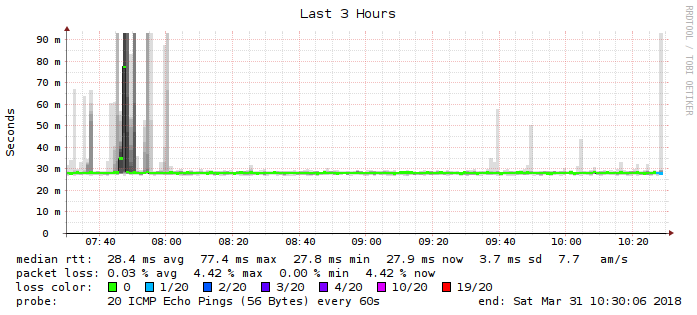 Last 3 Hours
RRDTOOL / TOBI OETIKER
Seconds
90 m
80 m
70 m
60 m
50 m
40 m
30 m
20 m
10 m
0
07:40 08:00 08:20 08:40 09:00 09:20 09:40 10:00 10:20
median rtt: 28.4 ms avg 77.4 ms max 27.8 ms min 27.9 ms now 3.7 ms sd 7.7 am/s
packet loss: 0.03 % avg 4.42 % max 0.00 % min 4.42 % now
loss color: 0 1/20 2/20 3/20 4/20 10/20 19/20
probe: 20 ICMP Echo Pings (56 Bytes) every 60s end: Sat Mar 31 10:30:06 2018